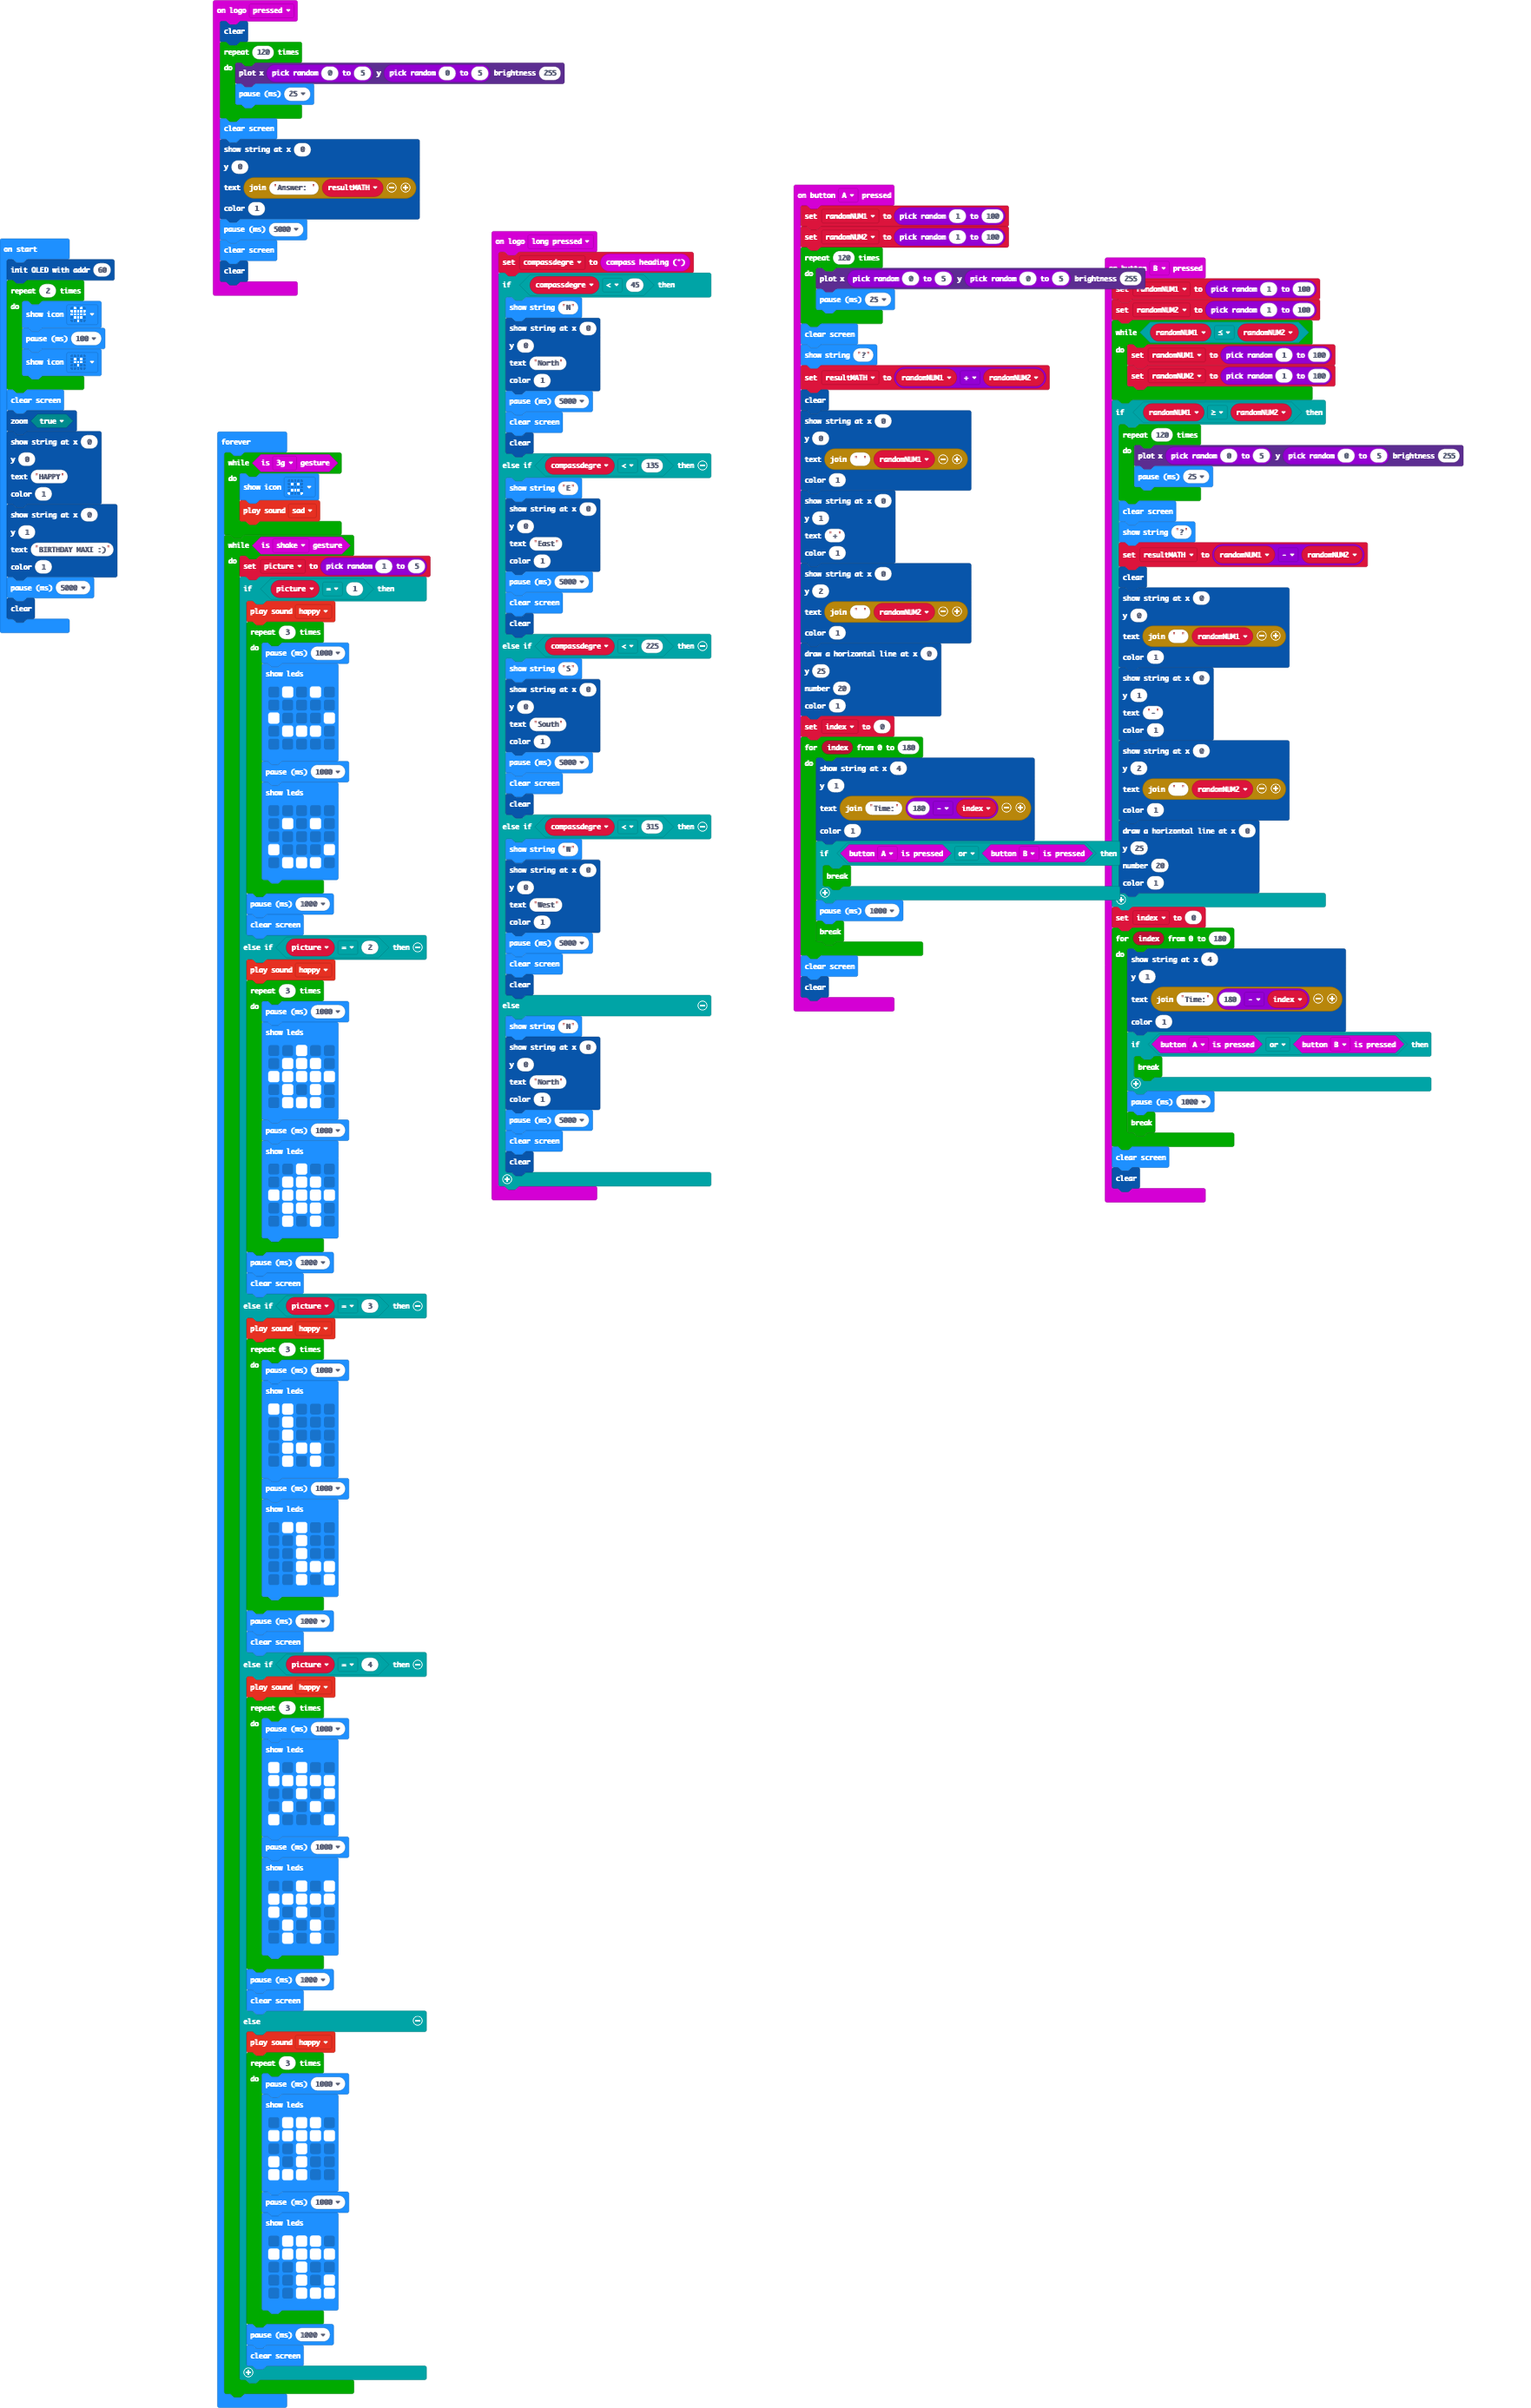 on start
init OLED with addr 60
repeat 2 times
do
show icon
pause (ms) 100
show icon
clear screen
zoom true
show string at x 0
y 0
text "HAPPY"
color 1
show string at x 0
y 1
text "BIRTHDAY MAXI :)"
color 1
pause (ms) 5000
clear
on logo pressed
clear
repeat 120 times
do
plot x pick random 0 to 5 y pick random 0 to 5 brightness 255
pause (ms) 25
clear screen
show string at x 0
y 0
text join "Answer: " resultMATH
color 1
pause (ms) 5000
clear screen
clear
forever
while is 3g gesture
do
show icon
play sound sad
while is shake gesture
do
set picture to pick random 1 to 5
if picture = 1 then
play sound happy
repeat 3 times
do
pause (ms) 1000
show leds
pause (ms) 1000
show leds
pause (ms) 1000
clear screen
else if picture = 2 then
play sound happy
repeat 3 times
do
pause (ms) 1000
show leds
pause (ms) 1000
show leds
pause (ms) 1000
clear screen
else if picture = 3 then
play sound happy
repeat 3 times
do
pause (ms) 1000
show leds
pause (ms) 1000
show leds
pause (ms) 1000
clear screen
else if picture = 4 then
play sound happy
repeat 3 times
do
pause (ms) 1000
show leds
pause (ms) 1000
show leds
pause (ms) 1000
clear screen
else
play sound happy
repeat 3 times
do
pause (ms) 1000
show leds
pause (ms) 1000
show leds
pause (ms) 1000
clear screen
on logo long pressed
set compassdegre to compass heading (°)
if compassdegre < 45 then
show string "N"
show string at x 0
y 0
text "North"
color 1
pause (ms) 5000
clear screen
clear
else if compassdegre < 135 then
show string "E"
show string at x 0
y 0
text "East"
color 1
pause (ms) 5000
clear screen
clear
else if compassdegre < 225 then
show string "S"
show string at x 0
y 0
text "South"
color 1
pause (ms) 5000
clear screen
clear
else if compassdegre < 315 then
show string "W"
show string at x 0
y 0
text "West"
color 1
pause (ms) 5000
clear screen
clear
else
show string "N"
show string at x 0
y 0
text "North"
color 1
pause (ms) 5000
clear screen
clear
on button A pressed
set randomNUM1 to pick random 1 to 100
set randomNUM2 to pick random 1 to 100
repeat 120 times
do
plot x pick random 0 to 5 y pick random 0 to 5 brightness 255
pause (ms) 25
clear screen
show string "?"
set resultMATH to randomNUM1 + randomNUM2
clear
show string at x 0
y 0
text join " " randomNUM1
color 1
show string at x 0
y 1
text "+"
color 1
show string at x 0
y 2
text join " " randomNUM2
color 1
draw a horizontal line at x 0
y 25
number 20
color 1
set index to 0
for index from 0 to 180
do
show string at x 4
y 1
text join "Time:" 180 - index
color 1
if button A is pressed or button B is pressed then
break
pause (ms) 1000
break
clear screen
clear
B pressed
set randomNUM1 to pick random 1 to 100
set randomNUM2 to pick random 1 to 100
while randomNUM1 ≤ randomNUM2
do
set randomNUM1 to pick random 1 to 100
set randomNUM2 to pick random 1 to 100
if randomNUM1 ≥ randomNUM2 then
repeat 120 times
do
plot x pick random 0 to 5 y pick random 0 to 5 brightness 255
pause (ms) 25
clear screen
show string "?"
set resultMATH to randomNUM1 - randomNUM2
clear
show string at x 0
y 0
text join " " randomNUM1
color 1
show string at x 0
y 1
text "-"
color 1
show string at x 0
y 2
text join " " randomNUM2
color 1
draw a horizontal line at x 0
y 25
number 20
color 1
set index to 0
for index from 0 to 180
do
show string at x 4
y 1
text join "Time:" 180 - index
color 1
if button A is pressed or button B is pressed then
break
pause (ms) 1000
break
clear screen
clear